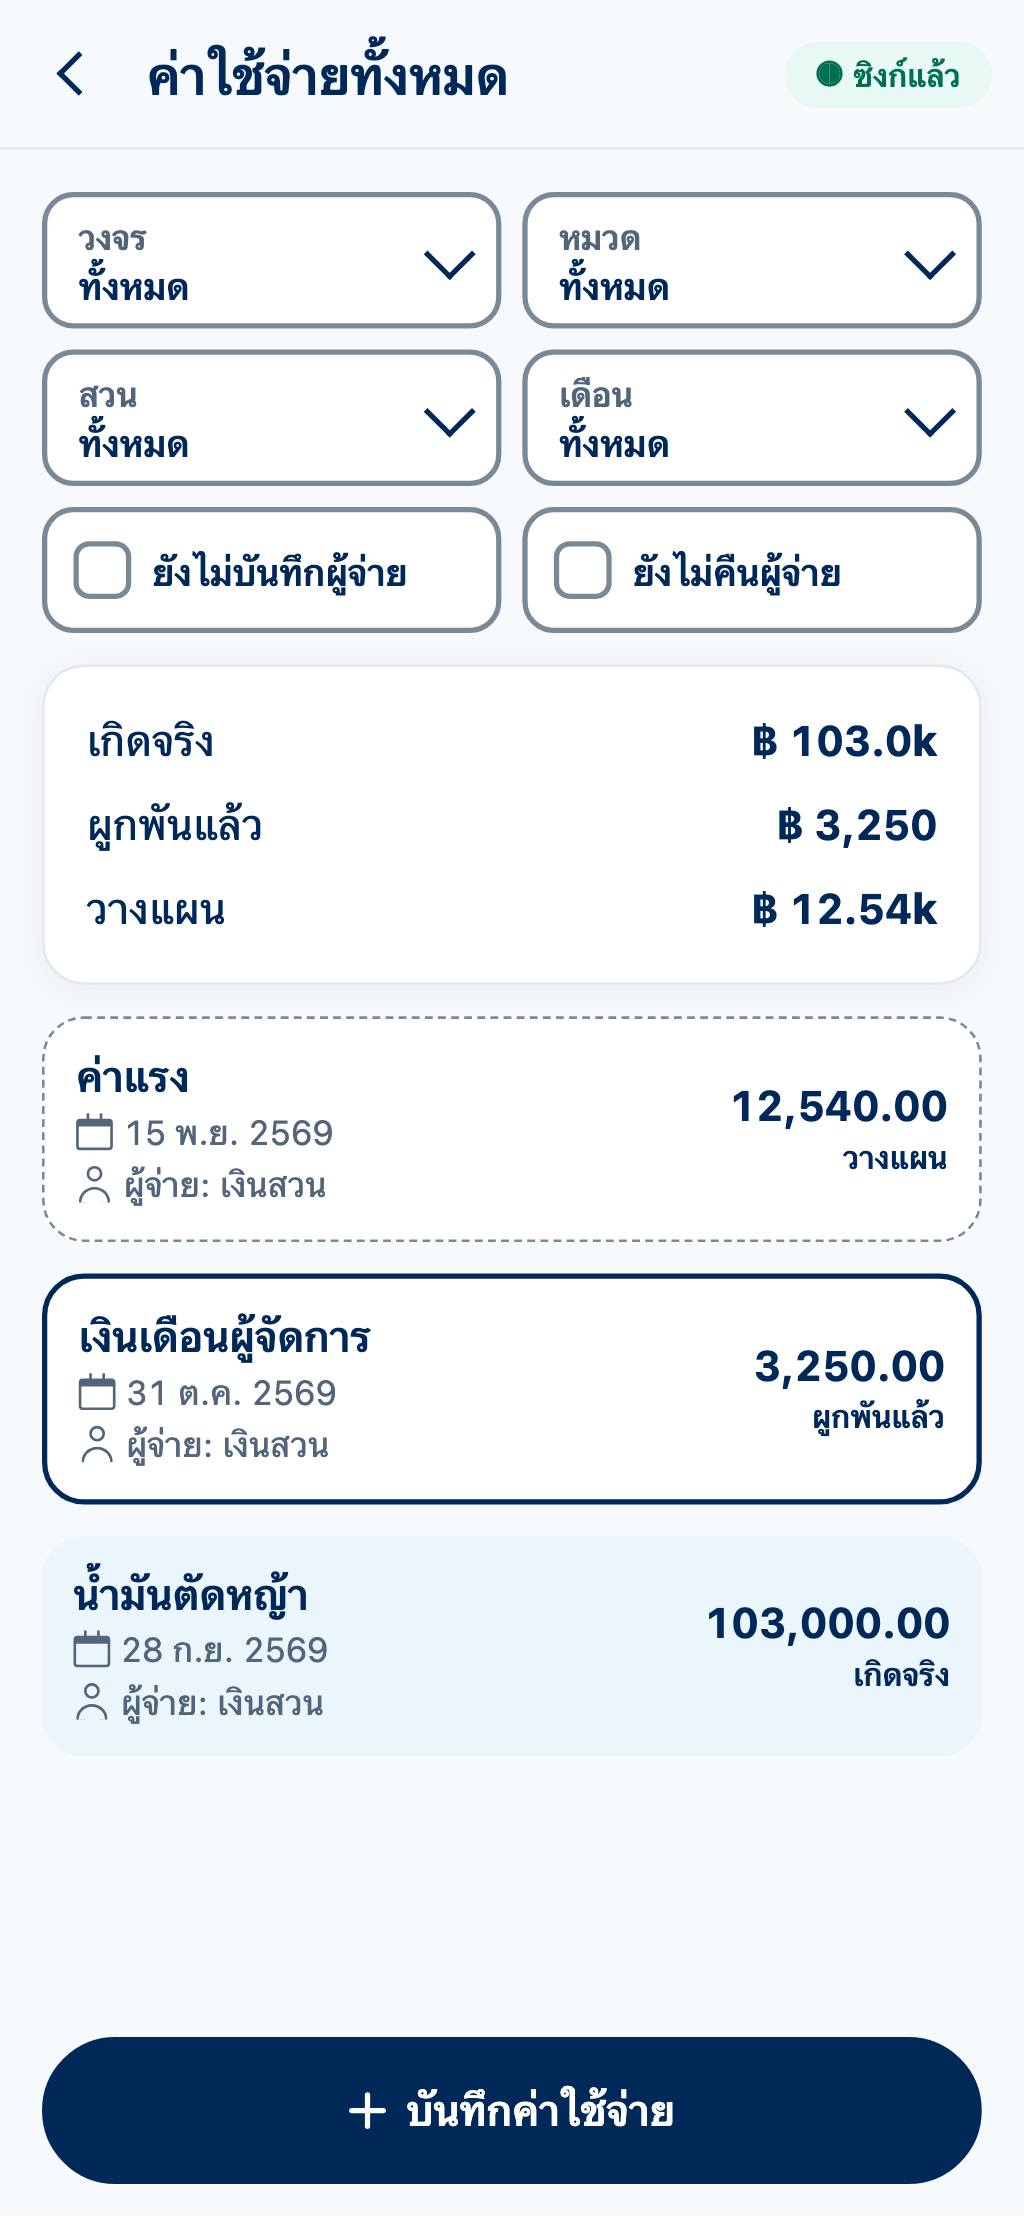 ค่าใช้จ่ายทั้งหมด
ซิงก์แล้ว
วงจร
ทั้งหมด
หมวด
ทั้งหมด
สวน
ทั้งหมด
เดือน
ทั้งหมด
ยังไม่บันทึกผู้จ่าย
ยังไม่คืนผู้จ่าย
เกิดจริง ฿ 103.0k
ผูกพันแล้ว ฿ 3,250
วางแผน ฿ 12.54k
ค่าแรง
15 พ.ย. 2569
ผู้จ่าย: เงินสวน
12,540.00
วางแผน
เงินเดือนผู้จัดการ
31 ต.ค. 2569
ผู้จ่าย: เงินสวน
3,250.00
ผูกพันแล้ว
น้ำมันตัดหญ้า
28 ก.ย. 2569
ผู้จ่าย: เงินสวน
103,000.00
เกิดจริง
+ บันทึกค่าใช้จ่าย